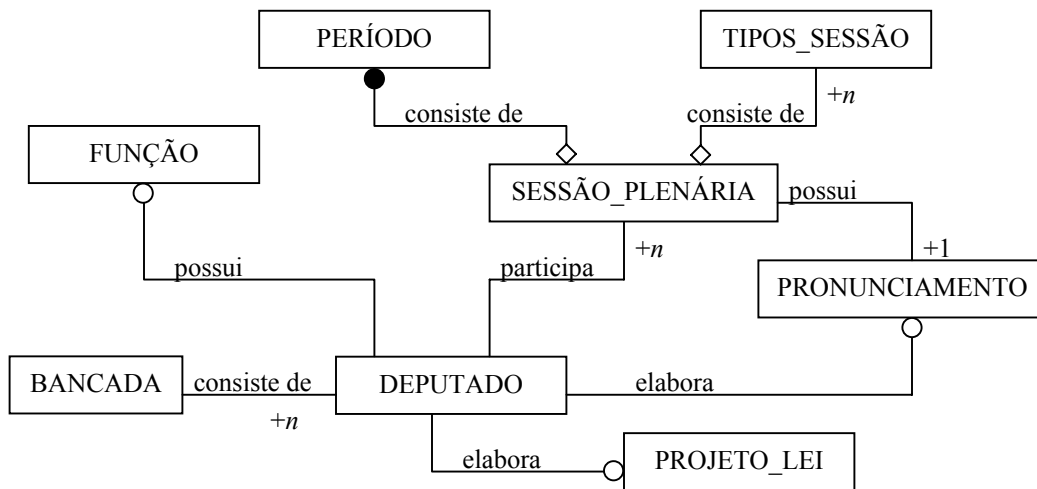 PERÍODO
TIPOS_SESSÃO
+n
consiste de
consiste de
FUNÇÃO
SESSÃO_PLENÁRIA
possui
+n
+1
possui
participa
PRONUNCIAMENTO
BANCADA
consiste de
+n
DEPUTADO
elabora
elabora
PROJETO_LEI